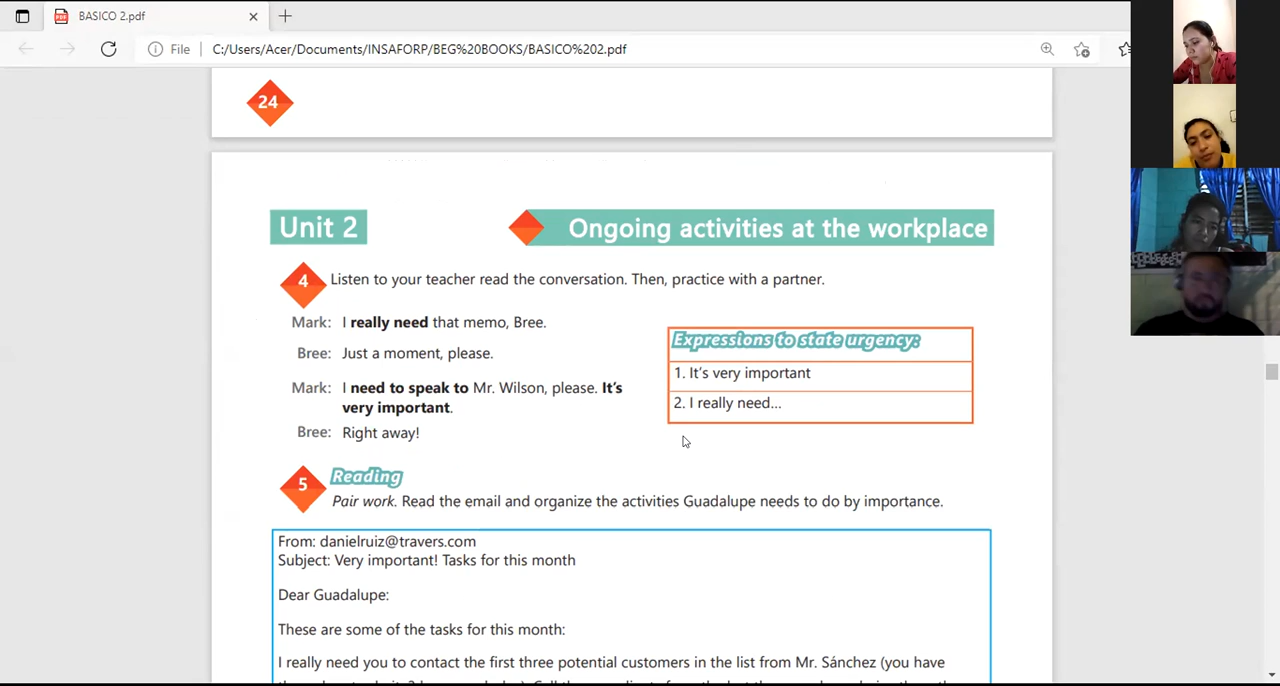 BASICO 2.pdf
File
C:/Users/Acer/Documents/INSAFORP/BEG%20BOOKS/BASICO%202.pdf
24
Unit 2
Ongoing activities at the workplace
4
Listen to your teacher read the conversation. Then, practice with a partner.
Mark: I really need that memo, Bree.
Bree: Just a moment, please.
Mark: I need to speak to Mr. Wilson, please. It's
very important.
Bree: Right away!
Expressions to state urgency:
1. It's very important
2. I really need...
5
Reading
Pair work. Read the email and organize the activities Guadalupe needs to do by importance.
From: danielruiz@travers.com
Subject: Very important! Tasks for this month
Dear Guadalupe:
These are some of the tasks for this month:
I really need you to contact the first three potential customers in the list from Mr. Sánchez (you have